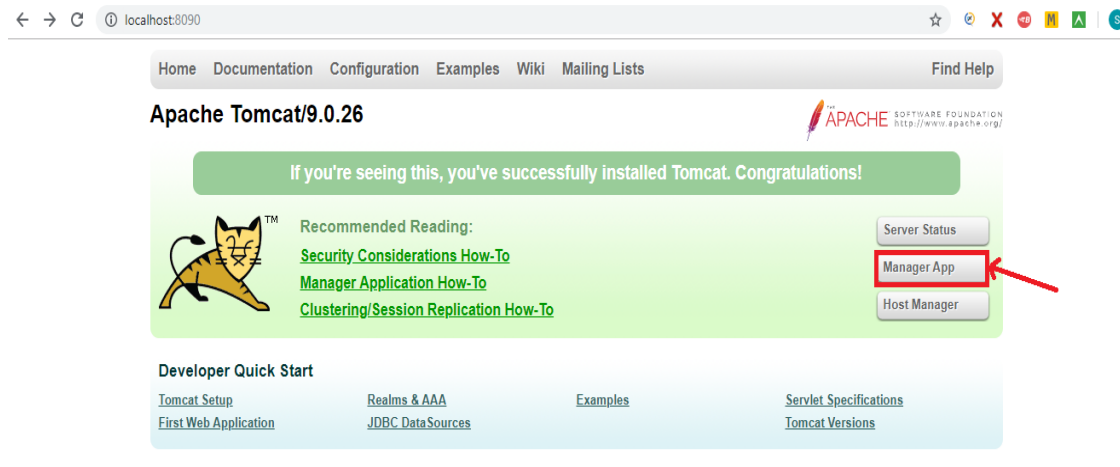 localhost:8090
Home Documentation Configuration Examples Wiki Mailing Lists Find Help
Apache Tomcat/9.0.26
THE
APACHE SOFTWARE FOUNDATION
http://www.apache.org/
If you're seeing this, you've successfully installed Tomcat. Congratulations!
TM
Recommended Reading:
Security Considerations How-To
Manager Application How-To
Clustering/Session Replication How-To
Server Status
Manager App
Host Manager
Developer Quick Start
Tomcat Setup Realms & AAA Examples Servlet Specifications
First Web Application JDBC DataSources Tomcat Versions